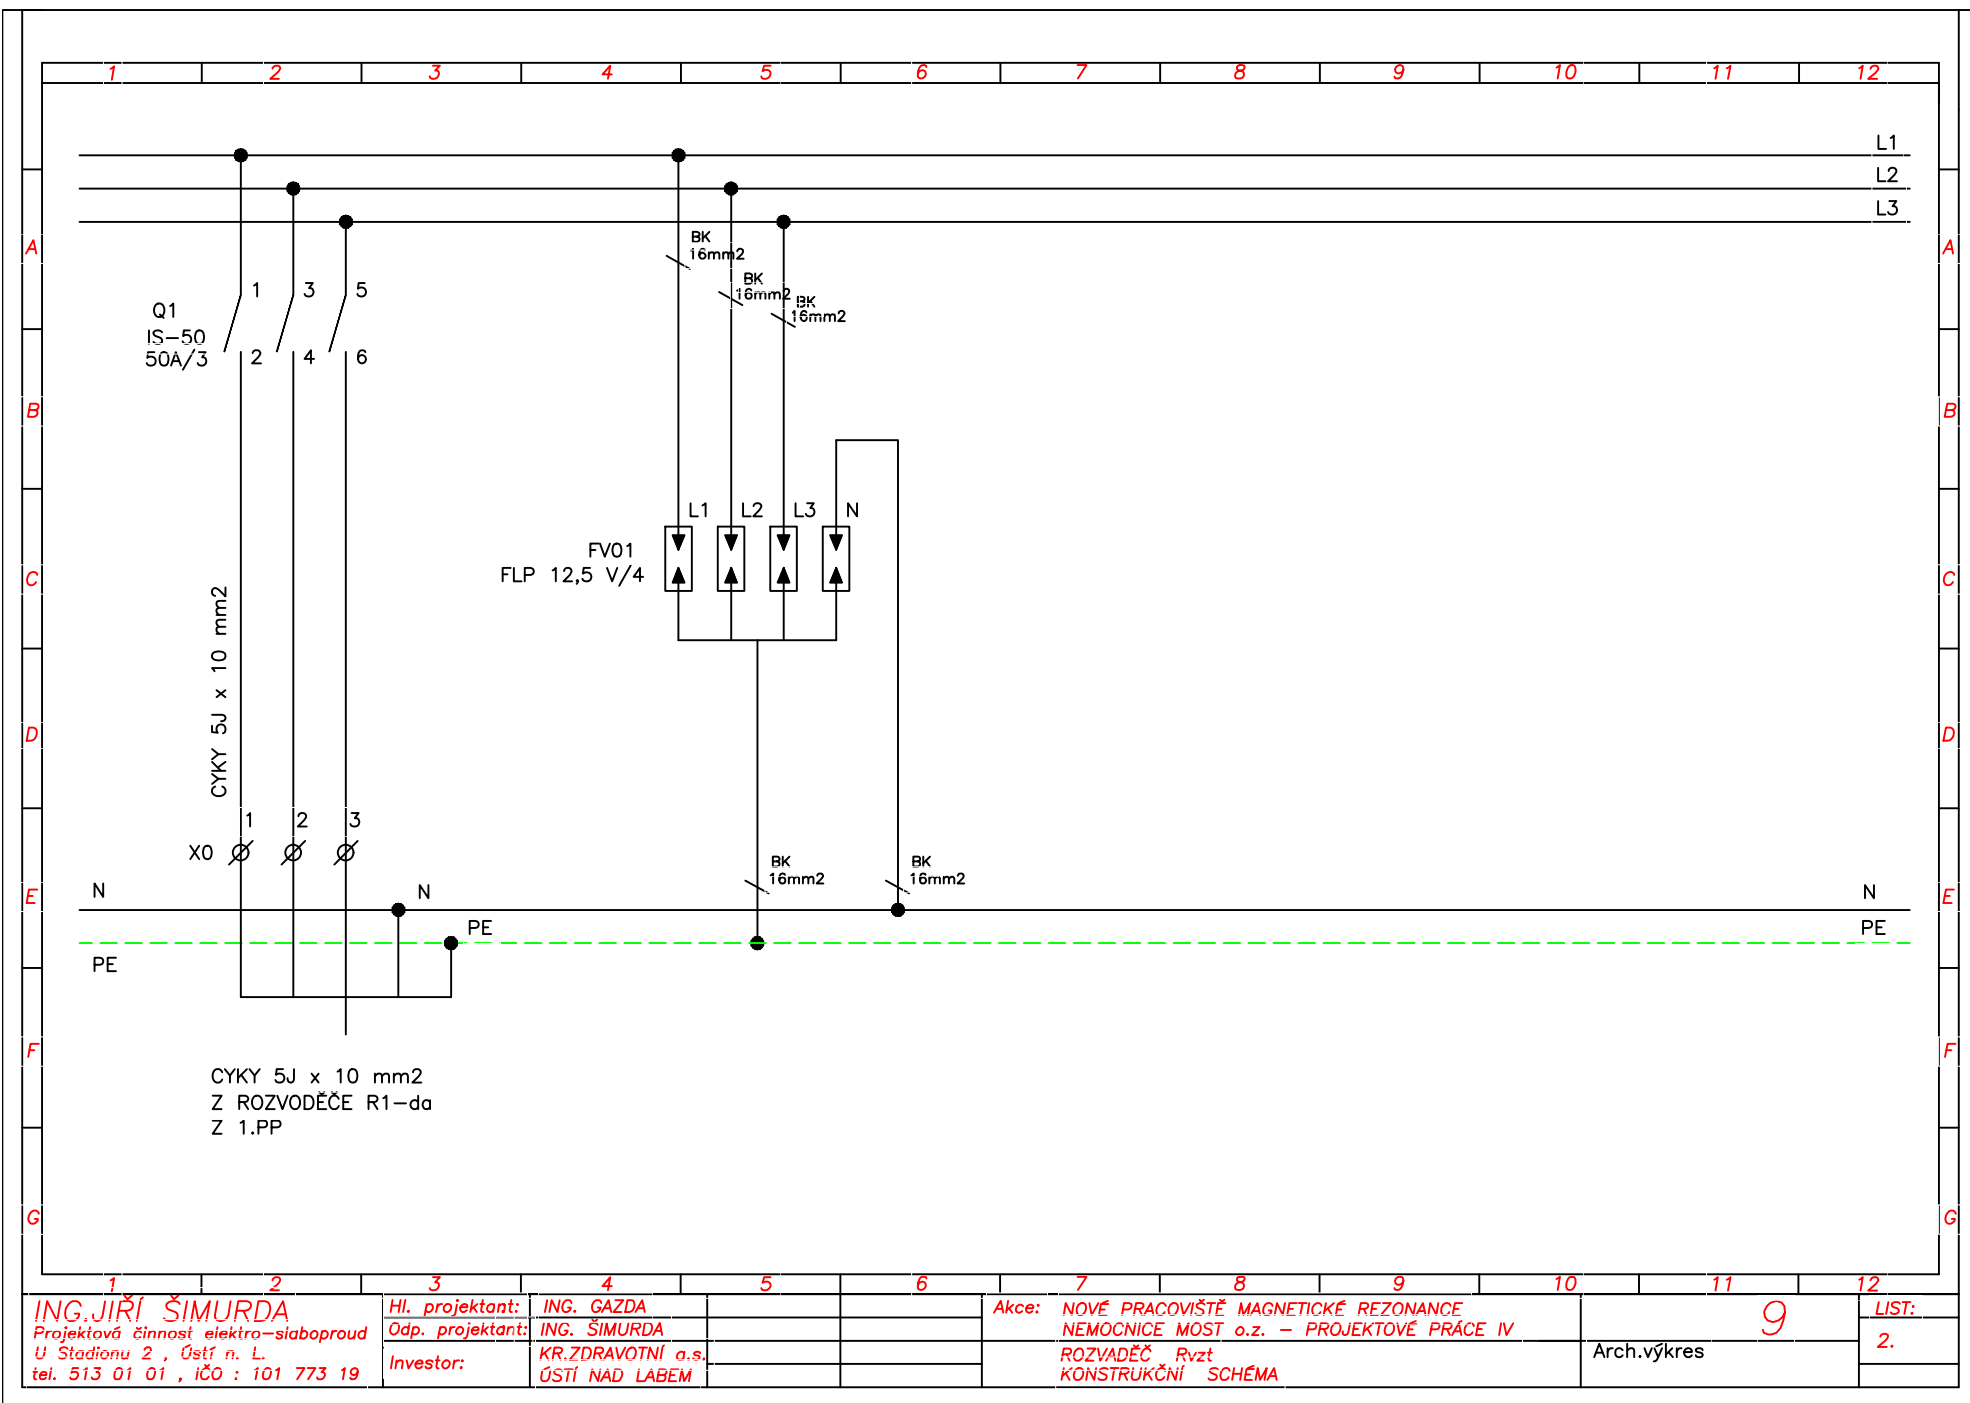 1 2 3 4 5 6 7 8 9 10 11 12
L1
L2
L3
A A
BK
16mm2
BK
16mm2
BK
16mm2
Q1
IS-50
50A/3
1 3 5
2 4 6
B B
L1 L2 L3 N
FV01
FLP 12,5 V/4
C C
CYKY 5J x 10 mm2
D D
1 2 3
X0
BK
16mm2
BK
16mm2
E E
N N N
PE PE
PE
F F
CYKY 5J x 10 mm2
Z ROZVODĚČE R1-da
Z 1.PP
G G
1 2 3 4 5 6 7 8 9 10 11 12
ING.JIŘÍ ŠIMURDA
Projektová činnost elektro-slaboproud
U Stadionu 2 , Ústí n. L.
tel. 513 01 01 , IČO : 101 773 19
Hl. projektant: ING. GAZDA
Odp. projektant: ING. ŠIMURDA
Investor: KR.ZDRAVOTNÍ a.s.
ÚSTÍ NAD LABEM
Akce: NOVÉ PRACOVIŠTĚ MAGNETICKÉ REZONANCE
NEMOCNICE MOST o.z. - PROJEKTOVÉ PRÁCE IV
ROZVADĚČ Rvzt
KONSTRUKČNÍ SCHÉMA
9
Arch.výkres
LIST:
2.